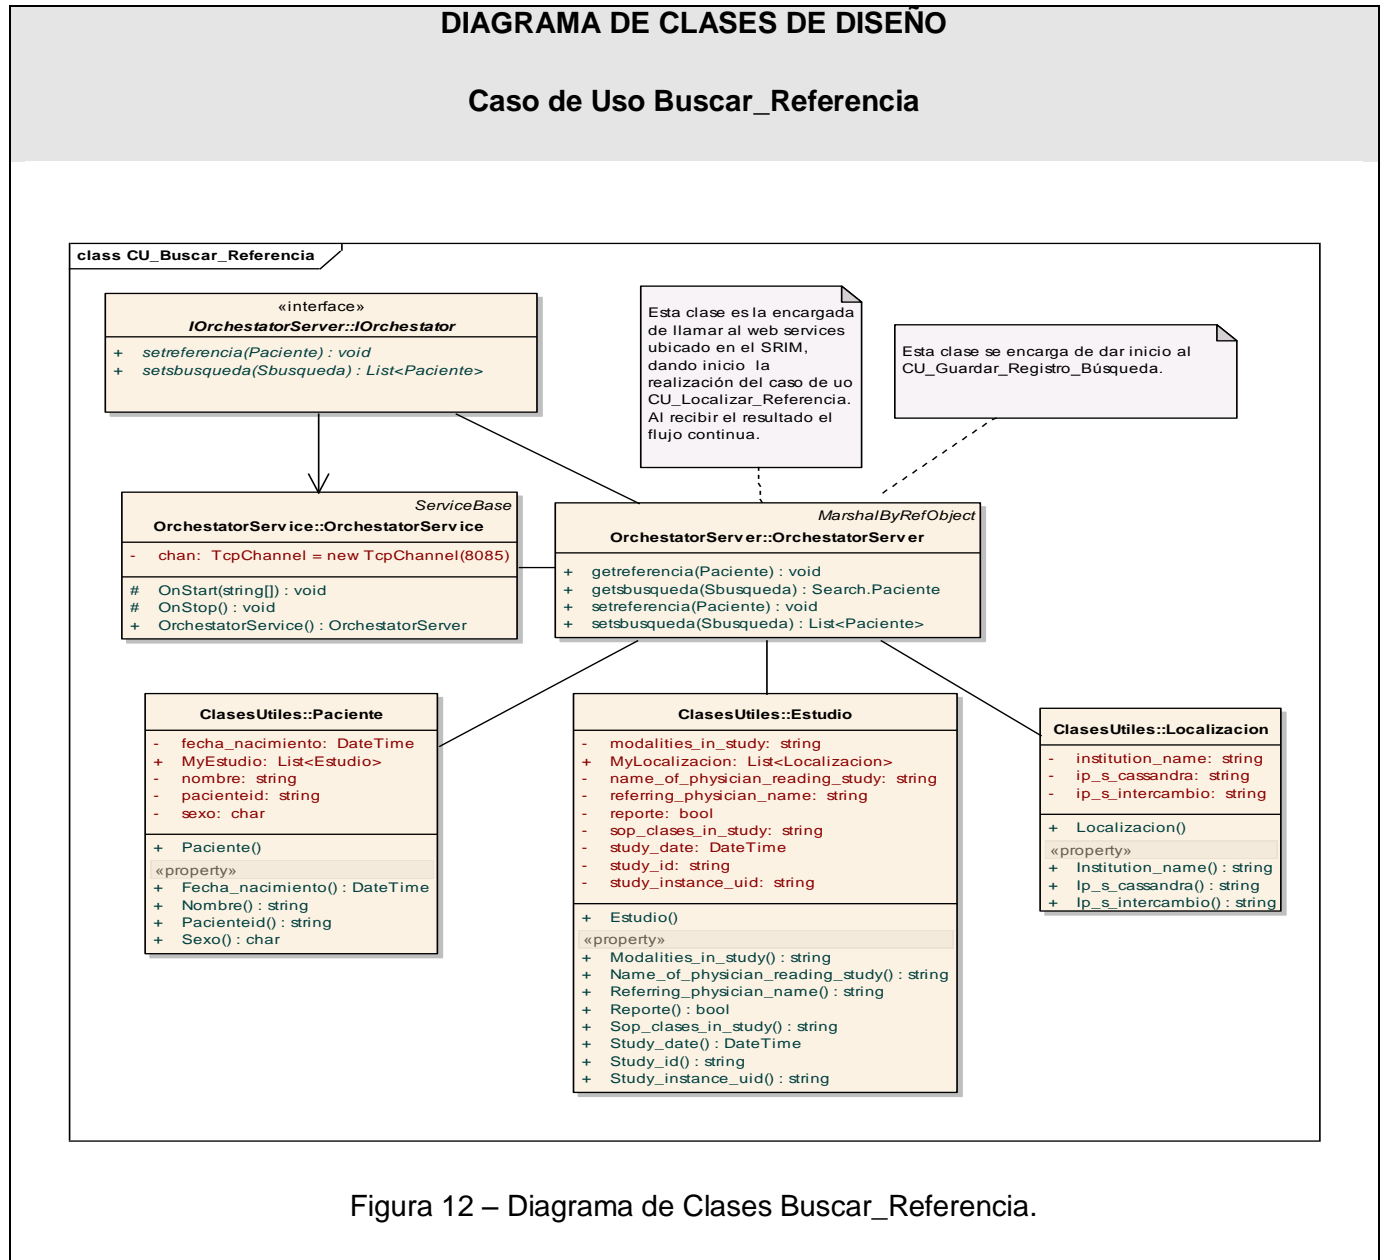 DIAGRAMA DE CLASES DE DISEÑO
Caso de Uso Buscar_Referencia
class CU_Buscar_Referencia
«interface»
IOrchestatorServer::IOrchestator
+ setreferencia(Paciente) : void
+ setsbusqueda(Sbusqueda) : List<Paciente>
Esta clase es la encargada
de llamar al web services
ubicado en el SRIM,
dando inicio la
realización del caso de uo
CU_Localizar_Referencia.
Al recibir el resultado el
flujo continua.
Esta clase se encarga de dar inicio al
CU_Guardar_Registro_Búsqueda.
ServiceBase
OrchestatorService::OrchestatorService
- chan: TcpChannel = new TcpChannel(8085)
# OnStart(string[]) : void
# OnStop() : void
+ OrchestatorService() : OrchestatorServer
MarshalByRefObject
OrchestatorServer::OrchestatorServer
+ getreferencia(Paciente) : void
+ getsbusqueda(Sbusqueda) : Search.Paciente
+ setreferencia(Paciente) : void
+ setsbusqueda(Sbusqueda) : List<Paciente>
ClasesUtiles::Paciente
- fecha_nacimiento: DateTime
+ MyEstudio: List<Estudio>
- nombre: string
- pacienteid: string
- sexo: char
+ Paciente()
«property»
+ Fecha_nacimiento() : DateTime
+ Nombre() : string
+ Pacienteid() : string
+ Sexo() : char
ClasesUtiles::Estudio
- modalities_in_study: string
+ MyLocalizacion: List<Localizacion>
- name_of_physician_reading_study: string
- referring_physician_name: string
- reporte: bool
- sop_clases_in_study: string
- study_date: DateTime
- study_id: string
- study_instance_uid: string
+ Estudio()
«property»
+ Modalities_in_study() : string
+ Name_of_physician_reading_study() : string
+ Referring_physician_name() : string
+ Reporte() : bool
+ Sop_clases_in_study() : string
+ Study_date() : DateTime
+ Study_id() : string
+ Study_instance_uid() : string
ClasesUtiles::Localizacion
- institution_name: string
- ip_s_cassandra: string
- ip_s_intercambio: string
+ Localizacion()
«property»
+ Institution_name() : string
+ Ip_s_cassandra() : string
+ Ip_s_intercambio() : string
Figura 12 – Diagrama de Clases Buscar_Referencia.